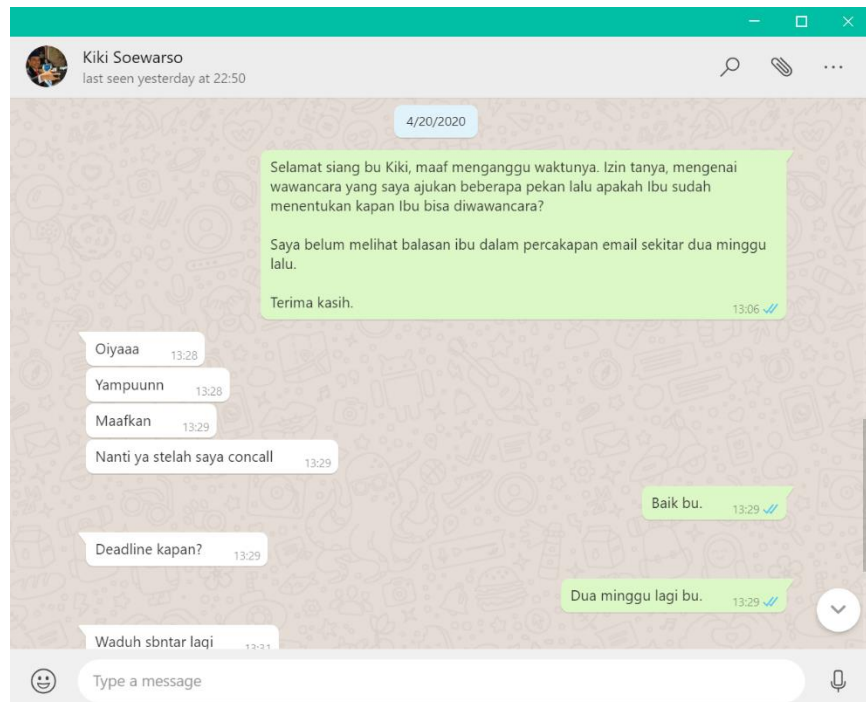 Kiki Soewarso
last seen yesterday at 22:50
4/20/2020
Selamat siang bu Kiki, maaf menganggu waktunya. Izin tanya, mengenai
wawancara yang saya ajukan beberapa pekan lalu apakah Ibu sudah
menentukan kapan Ibu bisa diwawancara?
Saya belum melihat balasan ibu dalam percakapan email sekitar dua minggu
lalu.
Terima kasih.
13:06
Oiyaaa 13:28
Yampuunn 13:28
Maafkan 13:29
Nanti ya stelah saya concall 13:29
Baik bu. 13:29
Deadline kapan? 13:29
Dua minggu lagi bu. 13:29
Waduh sbntar lagi 13:31
Type a message